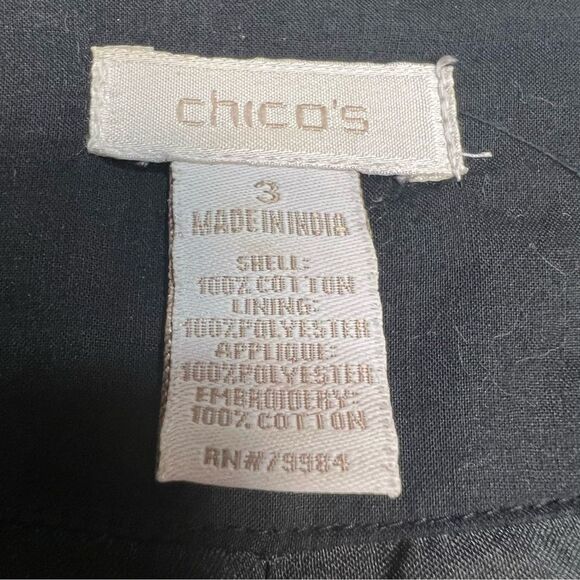 chico's
3
MADE IN INDIA
SHELL:
100% COTTON
LINING:
100% POLYESTER
APPLIQUE:
100% POLYESTER
EMBROIDERY:
100% COTTON
RN#79984